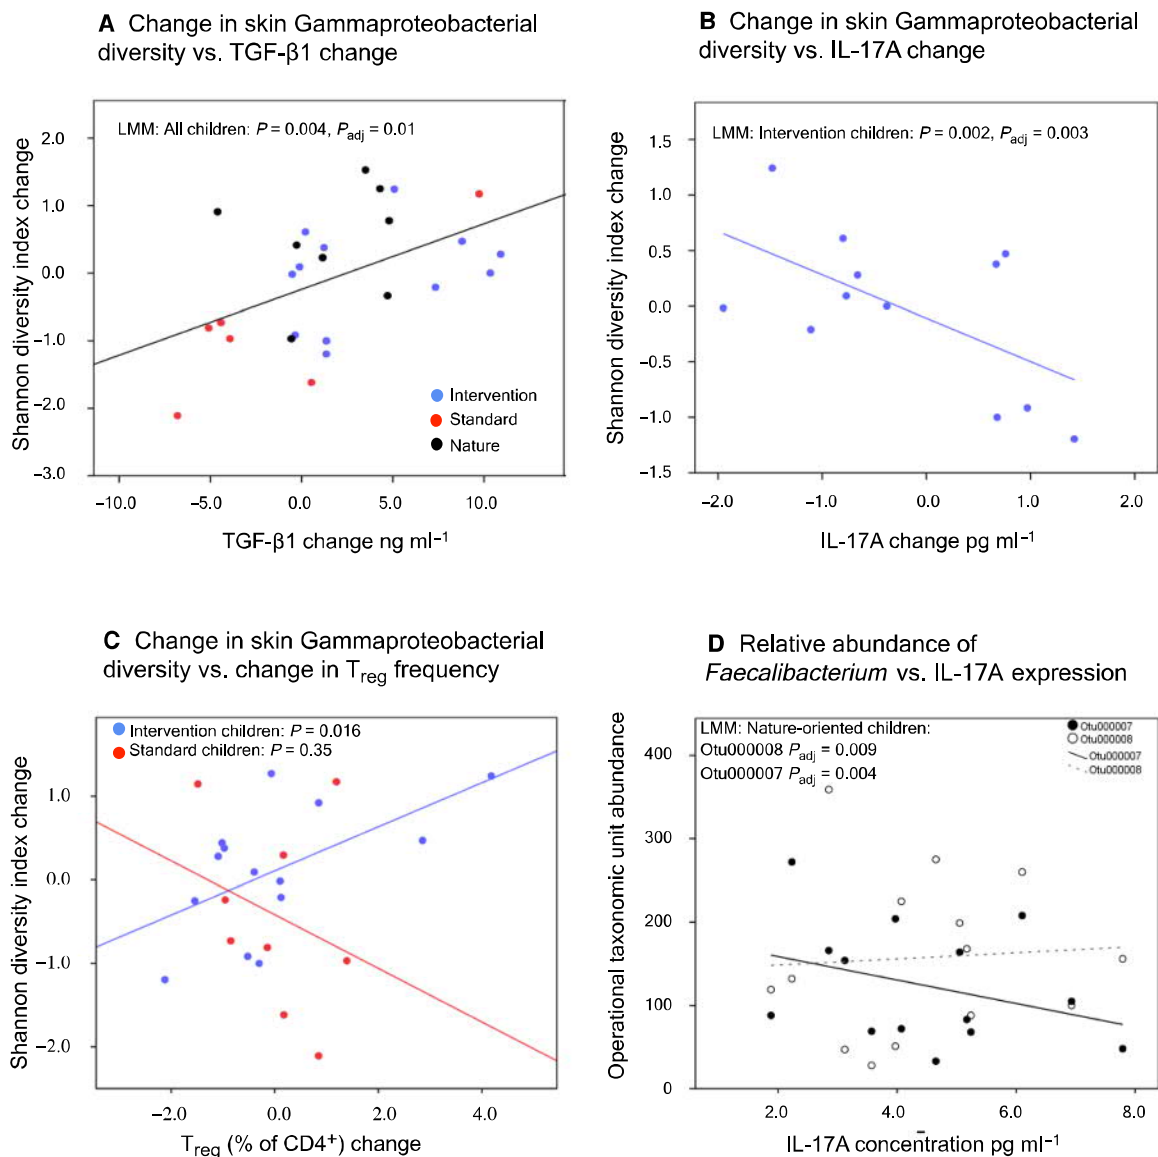 A Change in skin Gammaproteobacterial
diversity vs. TGF-β1 change
LMM: All children: P = 0.004, Padj = 0.01
Shannon diversity index change
2.0
1.0
0.0
−1.0
−2.0
−3.0
Intervention
Standard
Nature
−10.0 −5.0 0.0 5.0 10.0
TGF-β1 change ng ml⁻¹
B Change in skin Gammaproteobacterial
diversity vs. IL-17A change
LMM: Intervention children: P = 0.002, Padj = 0.003
Shannon diversity index change
1.5
1.0
0.5
0.0
−0.5
−1.0
−1.5
−2.0 −1.0 0.0 1.0 2.0
IL-17A change pg ml⁻¹
C Change in skin Gammaproteobacterial
diversity vs. change in Treg frequency
Intervention children: P = 0.016
Standard children: P = 0.35
Shannon diversity index change
1.0
0.0
−1.0
−2.0
−2.0 0.0 2.0 4.0
Treg (% of CD4⁺) change
D Relative abundance of
Faecalibacterium vs. IL-17A expression
LMM: Nature-oriented children:
Otu000008 Padj = 0.009
Otu000007 Padj = 0.004
Otu000007
Otu000008
Otu000007
Otu000008
Operational taxonomic unit abundance
400
300
200
100
0
2.0 4.0 6.0 8.0
IL-17A concentration pg ml⁻¹